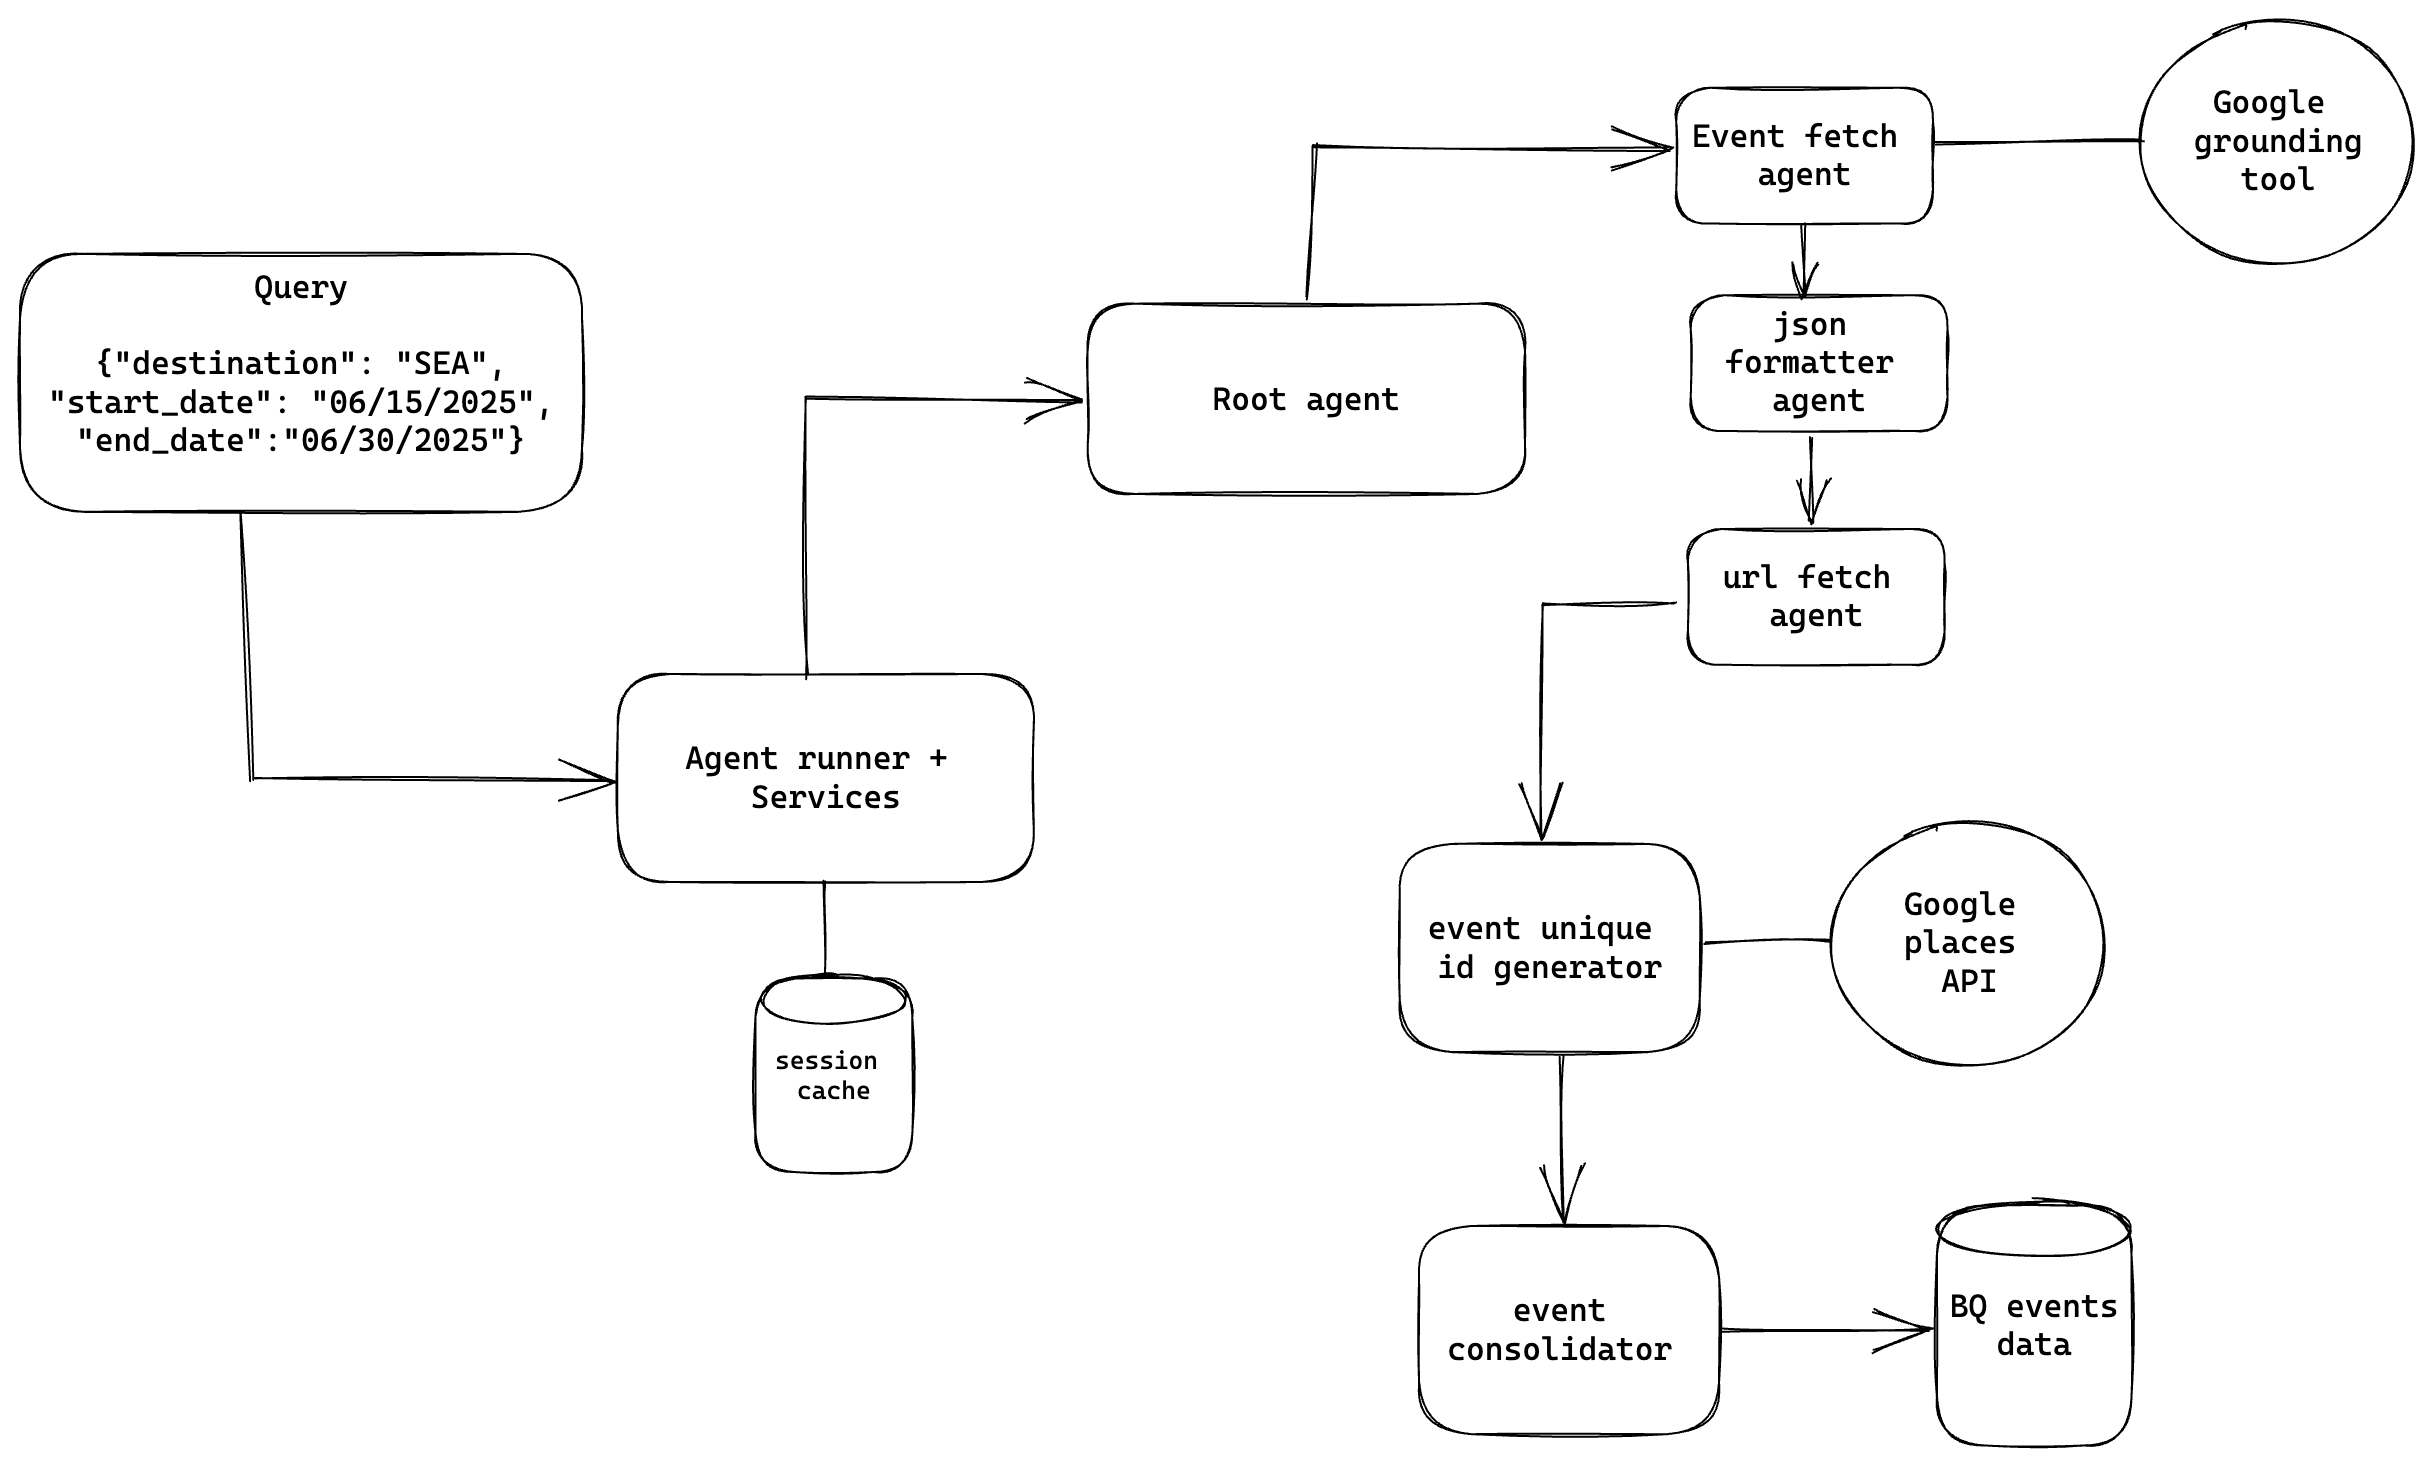 Query
{"destination": "SEA",
"start_date": "06/15/2025",
"end_date":"06/30/2025"}
Agent runner +
Services
session
cache
Root agent
Event fetch
agent
Google
grounding
tool
json
formatter
agent
url fetch
agent
event unique
id generator
Google
places
API
event
consolidator
BQ events
data